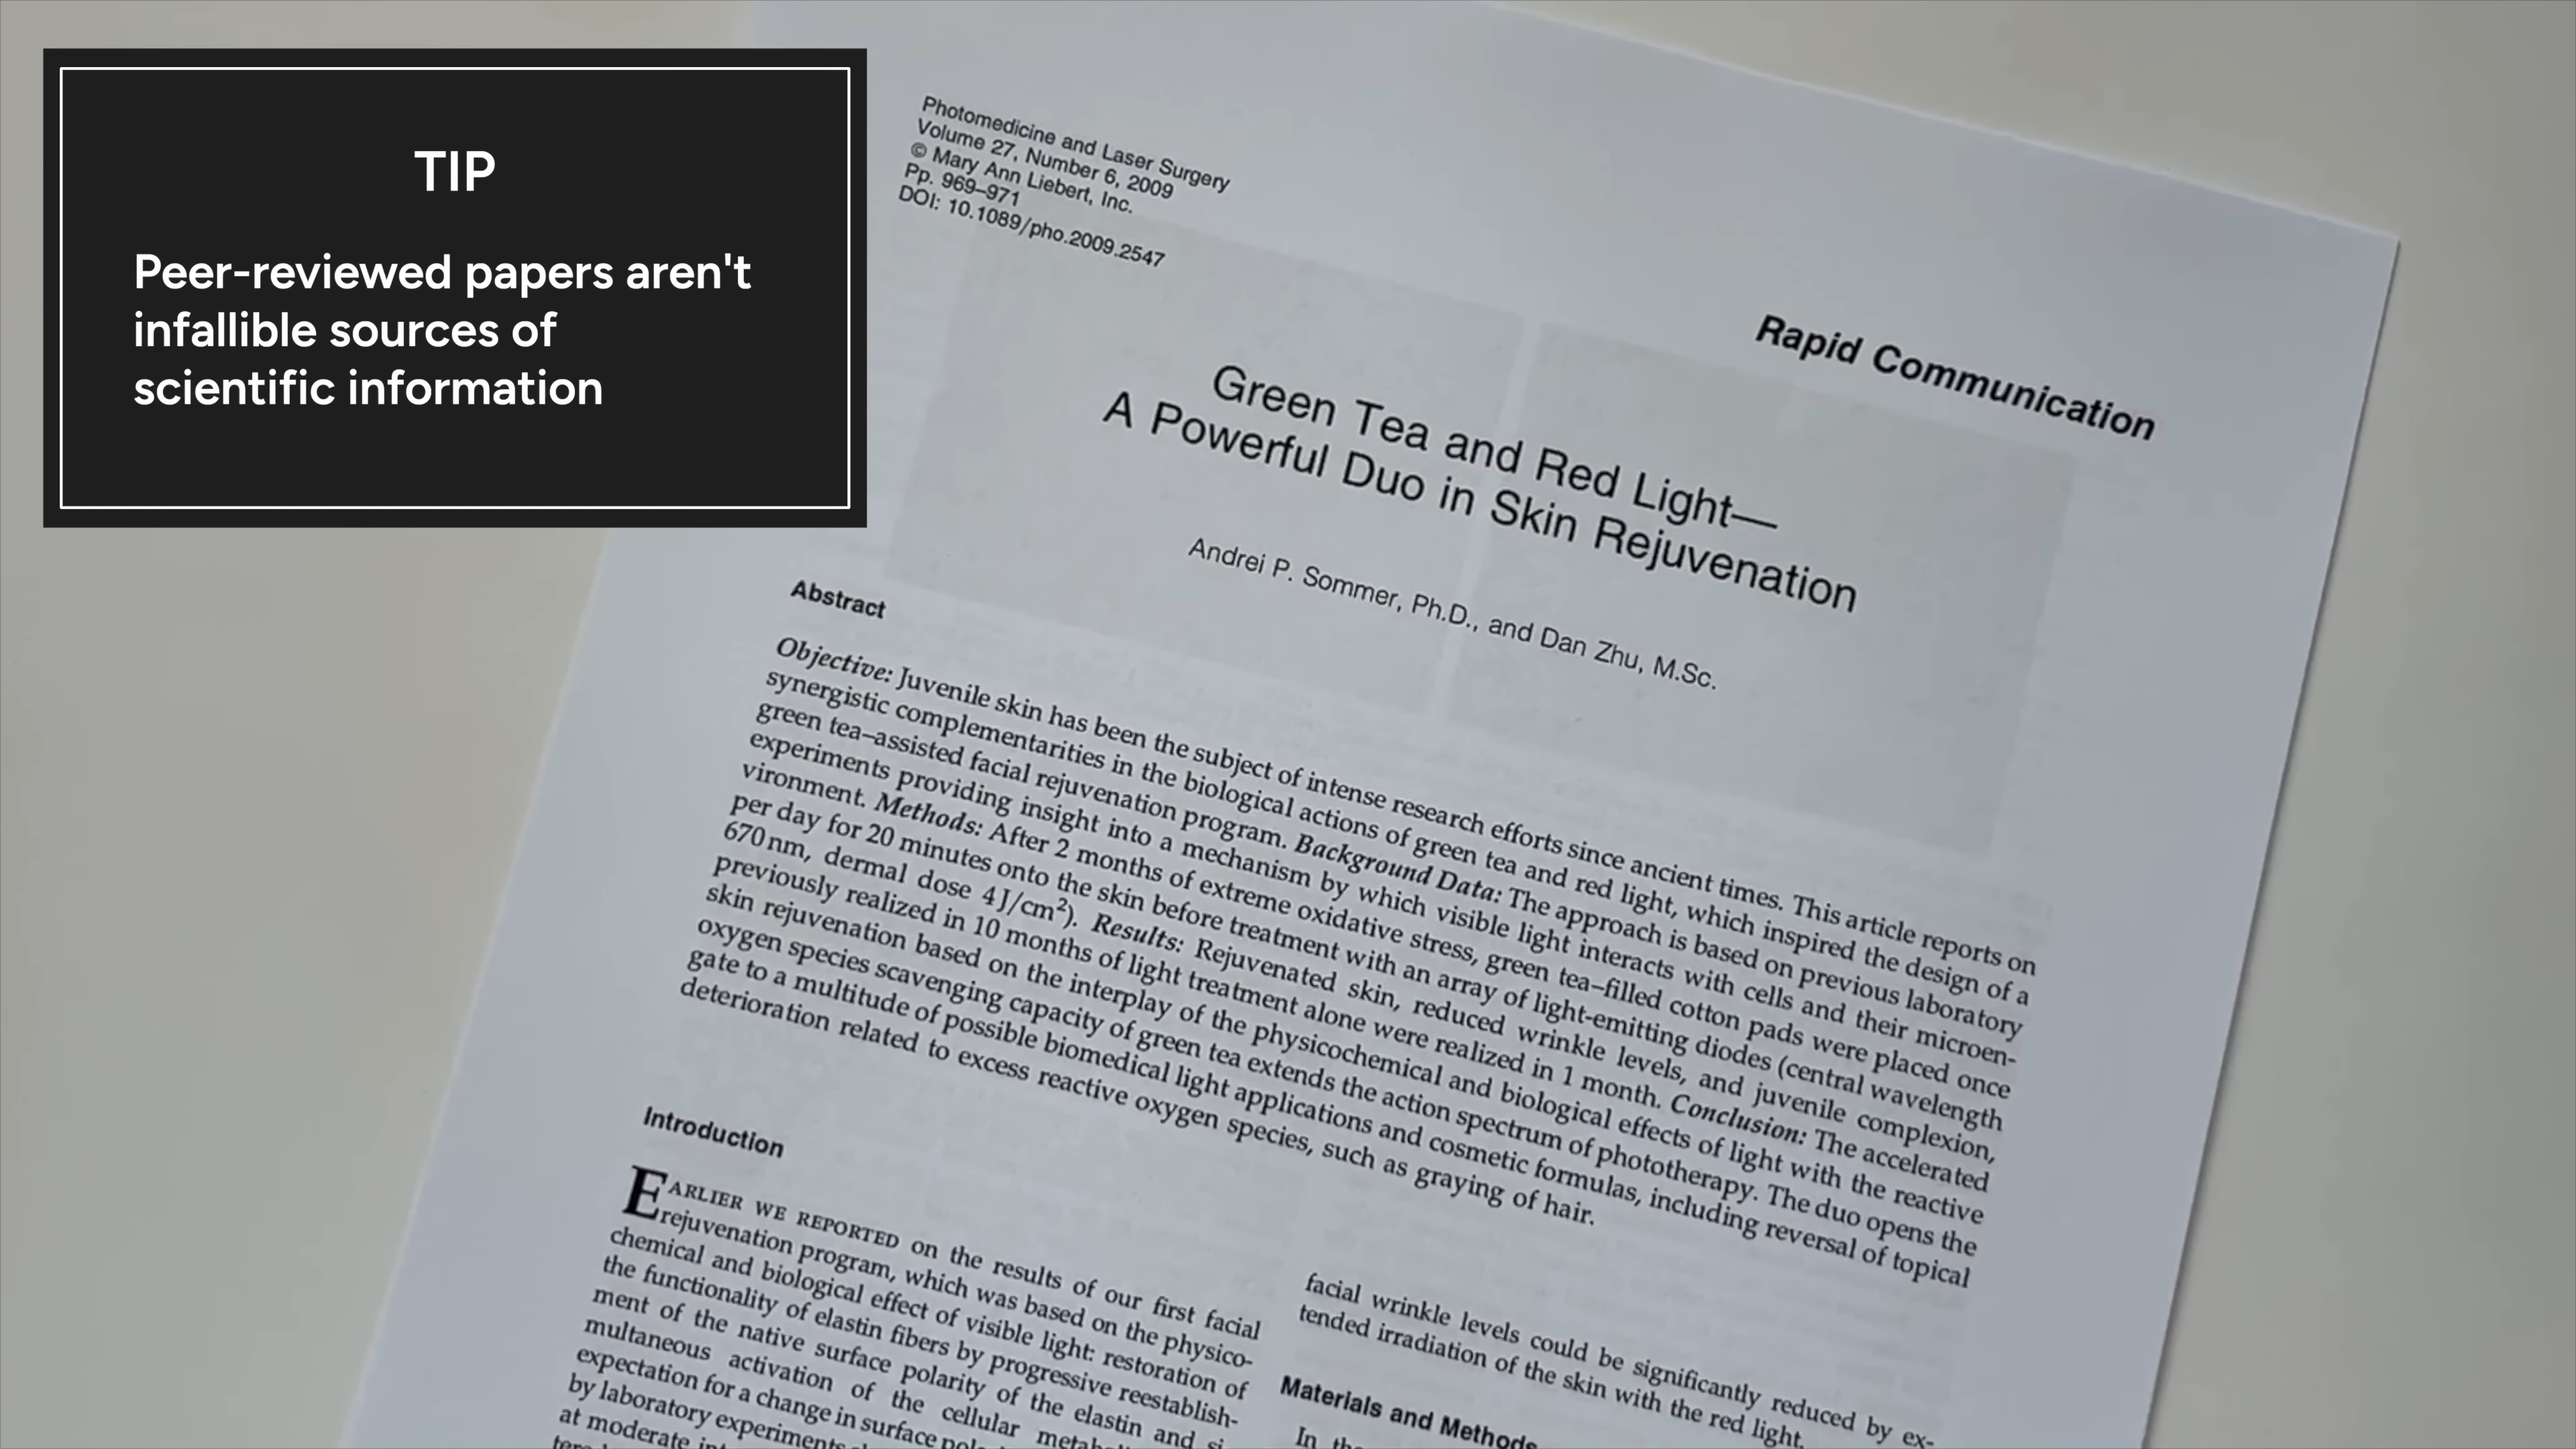 TIP
Peer-reviewed papers aren't
infallible sources of
scientific information
Photomedicine and Laser Surgery
Volume 27, Number 6, 2009
© Mary Ann Liebert, Inc.
Pp. 969–971
DOI: 10.1089/pho.2009.2547
Rapid Communication
Green Tea and Red Light—
A Powerful Duo in Skin Rejuvenation
Andrei P. Sommer, Ph.D., and Dan Zhu, M.Sc.
Abstract
Objective: Juvenile skin has been the subject of intense research efforts since ancient times. This article reports on
synergistic complementarities in the biological actions of green tea and red light, which inspired the design of a
green tea–assisted facial rejuvenation program. Background Data: The approach is based on previous laboratory
experiments providing insight into a mechanism by which visible light interacts with cells and their microen-
vironment. Methods: After 2 months of extreme oxidative stress, green tea–filled cotton pads were placed once
per day for 20 minutes onto the skin before treatment with an array of light-emitting diodes (central wavelength
670 nm, dermal dose 4 J/cm²). Results: Rejuvenated skin, reduced wrinkle levels, and juvenile complexion,
previously realized in 10 months of light treatment alone were realized in 1 month. Conclusion: The accelerated
skin rejuvenation based on the interplay of the physicochemical and biological effects of light with the reactive
oxygen species scavenging capacity of green tea extends the action spectrum of phototherapy. The duo opens the
gate to a multitude of possible biomedical light applications and cosmetic formulas, including reversal of topical
deterioration related to excess reactive oxygen species, such as graying of hair.
Introduction
EARLIER WE REPORTED on the results of our first facial
rejuvenation program, which was based on the physico-
chemical and biological effect of visible light: restoration of
the functionality of elastin fibers by progressive reestablish-
ment of the native surface polarity of the elastin and si-
multaneous activation of the cellular
expectation for a change in surface
by laboratory experiments
at moderate
facial wrinkle levels could be significantly reduced by ex-
tended irradiation of the skin with the red light.
Materials and Methods
In